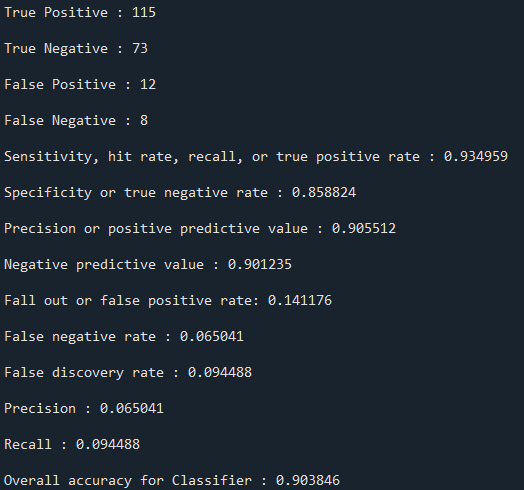 True Positive : 115
True Negative : 73
False Positive : 12
False Negative : 8
Sensitivity, hit rate, recall, or true positive rate : 0.934959
Specificity or true negative rate : 0.858824
Precision or positive predictive value : 0.905512
Negative predictive value : 0.901235
Fall out or false positive rate: 0.141176
False negative rate : 0.065041
False discovery rate : 0.094488
Precision : 0.065041
Recall : 0.094488
Overall accuracy for Classifier : 0.903846